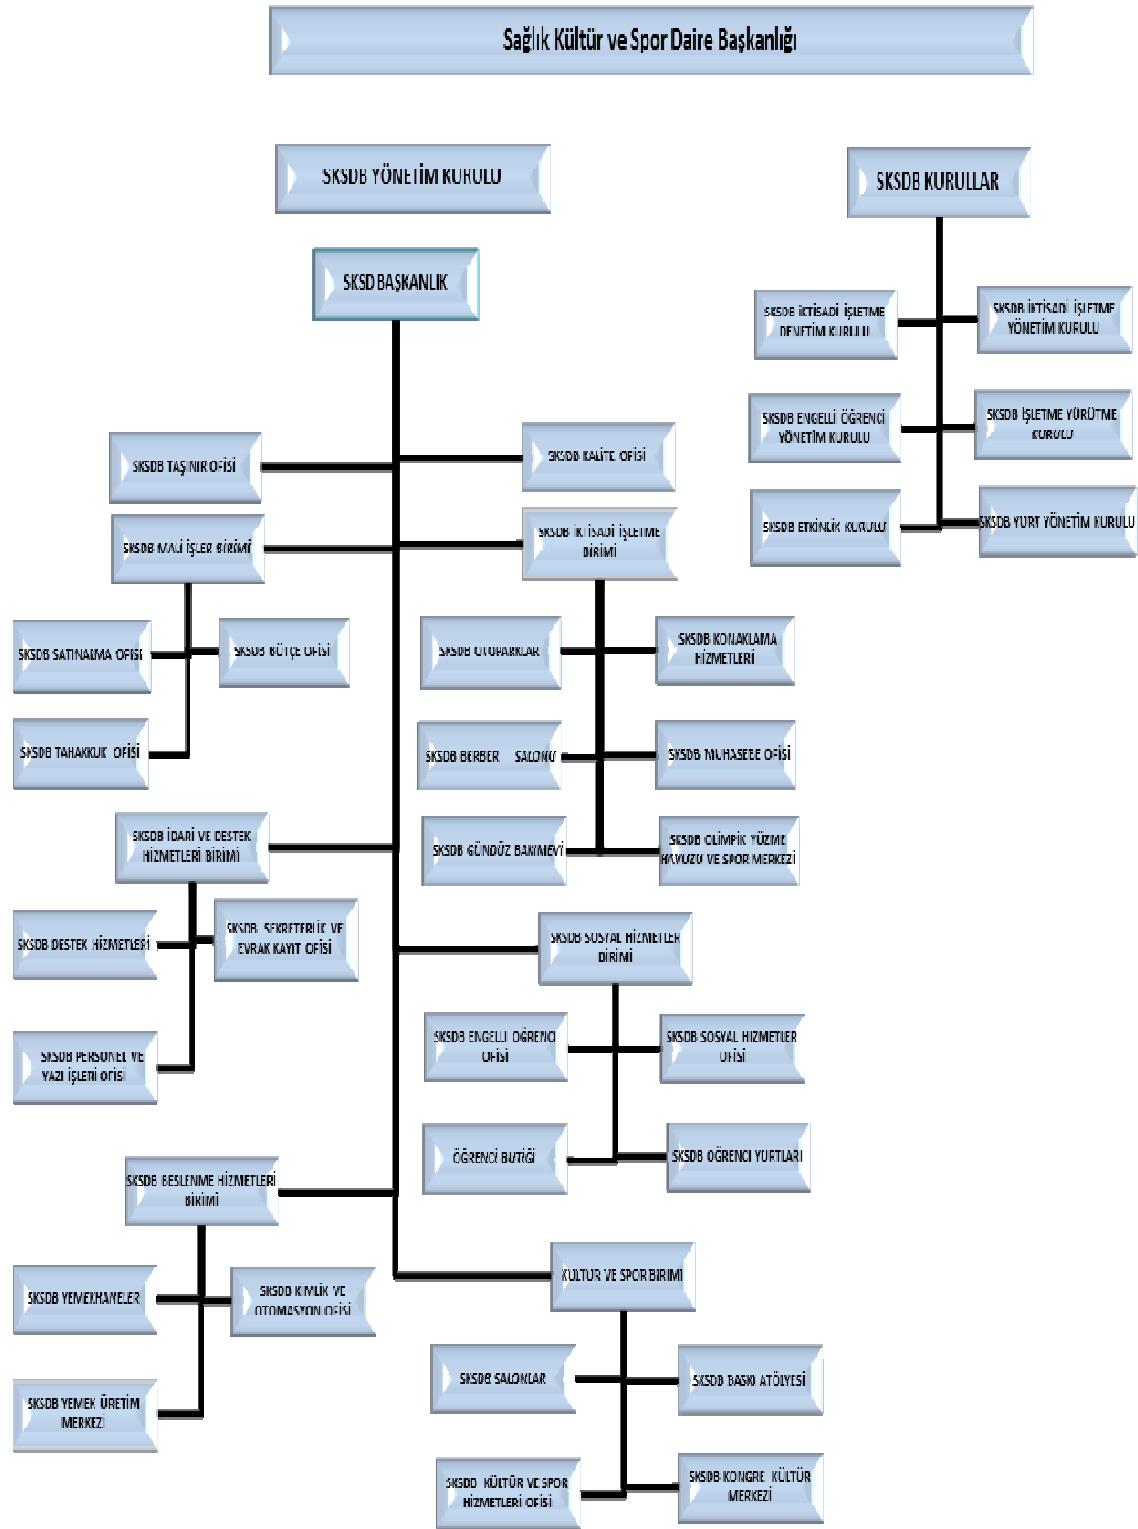 Sağlık Kültür ve Spor Daire Başkanlığı
SKSDB YÖNETİM KURULU
SKSDB KURULLAR
SKSDBAŞKANLIK
SKSDB İKTİSADİ İŞLETME
DENETİM KURULU
SKSDB İKTİSADİ İŞLETME
YÖNETİM KURULU
SKSDB ENGELLİ ÖĞRENCİ
YÖNETİM KURULU
SKSDB İŞLETME YÜRÜTME
KURULU
SKSDB ETKİNLİK KURULU
SKSDB YURT YÖNETİM KURULU
SKSDB TAŞINIR OFİSİ
SKSDB KALİTE OFİSİ
SKSDB MALİ İŞLER BİRİMİ
SKSDB İKTİSADİ İŞLETME
BİRİMİ
SKSDB SATINALMA OFİSİ
SKSDB BÜTÇE OFİSİ
SKSDB TAHAKKUK OFİSİ
SKSDB OTOPARKLAR
SKSDB KONAKLAMA
HİZMETLERİ
SKSDB BERBER SALONU
SKSDB MUHASEBE OFİSİ
SKSDB GÜNDÜZ BAKIMEVİ
SKSDB OLİMPİK YÜZME
HAVUZU VE SPOR MERKEZİ
SKSDB İDARİ VE DESTEK
HİZMETLERİ BİRİMİ
SKSDB DESTEK HİZMETLERİ
SKSDB SEKRETERLİK VE
EVRAK KAYIT OFİSİ
SKSDB PERSONEL VE
YAZI İŞLERİ OFİSİ
SKSDB SOSYAL HİZMETLER
BİRİMİ
SKSDB ENGELLİ ÖĞRENCİ
OFİSİ
SKSDB SOSYAL HİZMETLER
OFİSİ
ÖĞRENCİ BUTİĞİ
SKSDB ÖĞRENCİ YURTLARI
SKSDB BESLENME HİZMETLERİ
BİRİMİ
SKSDB YEMEKHANELER
SKSDB KİMLİK VE
OTOMASYON OFİSİ
SKSDB YEMEK ÜRETİM
MERKEZİ
KÜLTÜR VE SPOR BİRİMİ
SKSDB SALONLAR
SKSDB BASKI ATÖLYESİ
SKSDB KÜLTÜR VE SPOR
HİZMETLERİ OFİSİ
SKSDB KONGRE KÜLTÜR
MERKEZİ